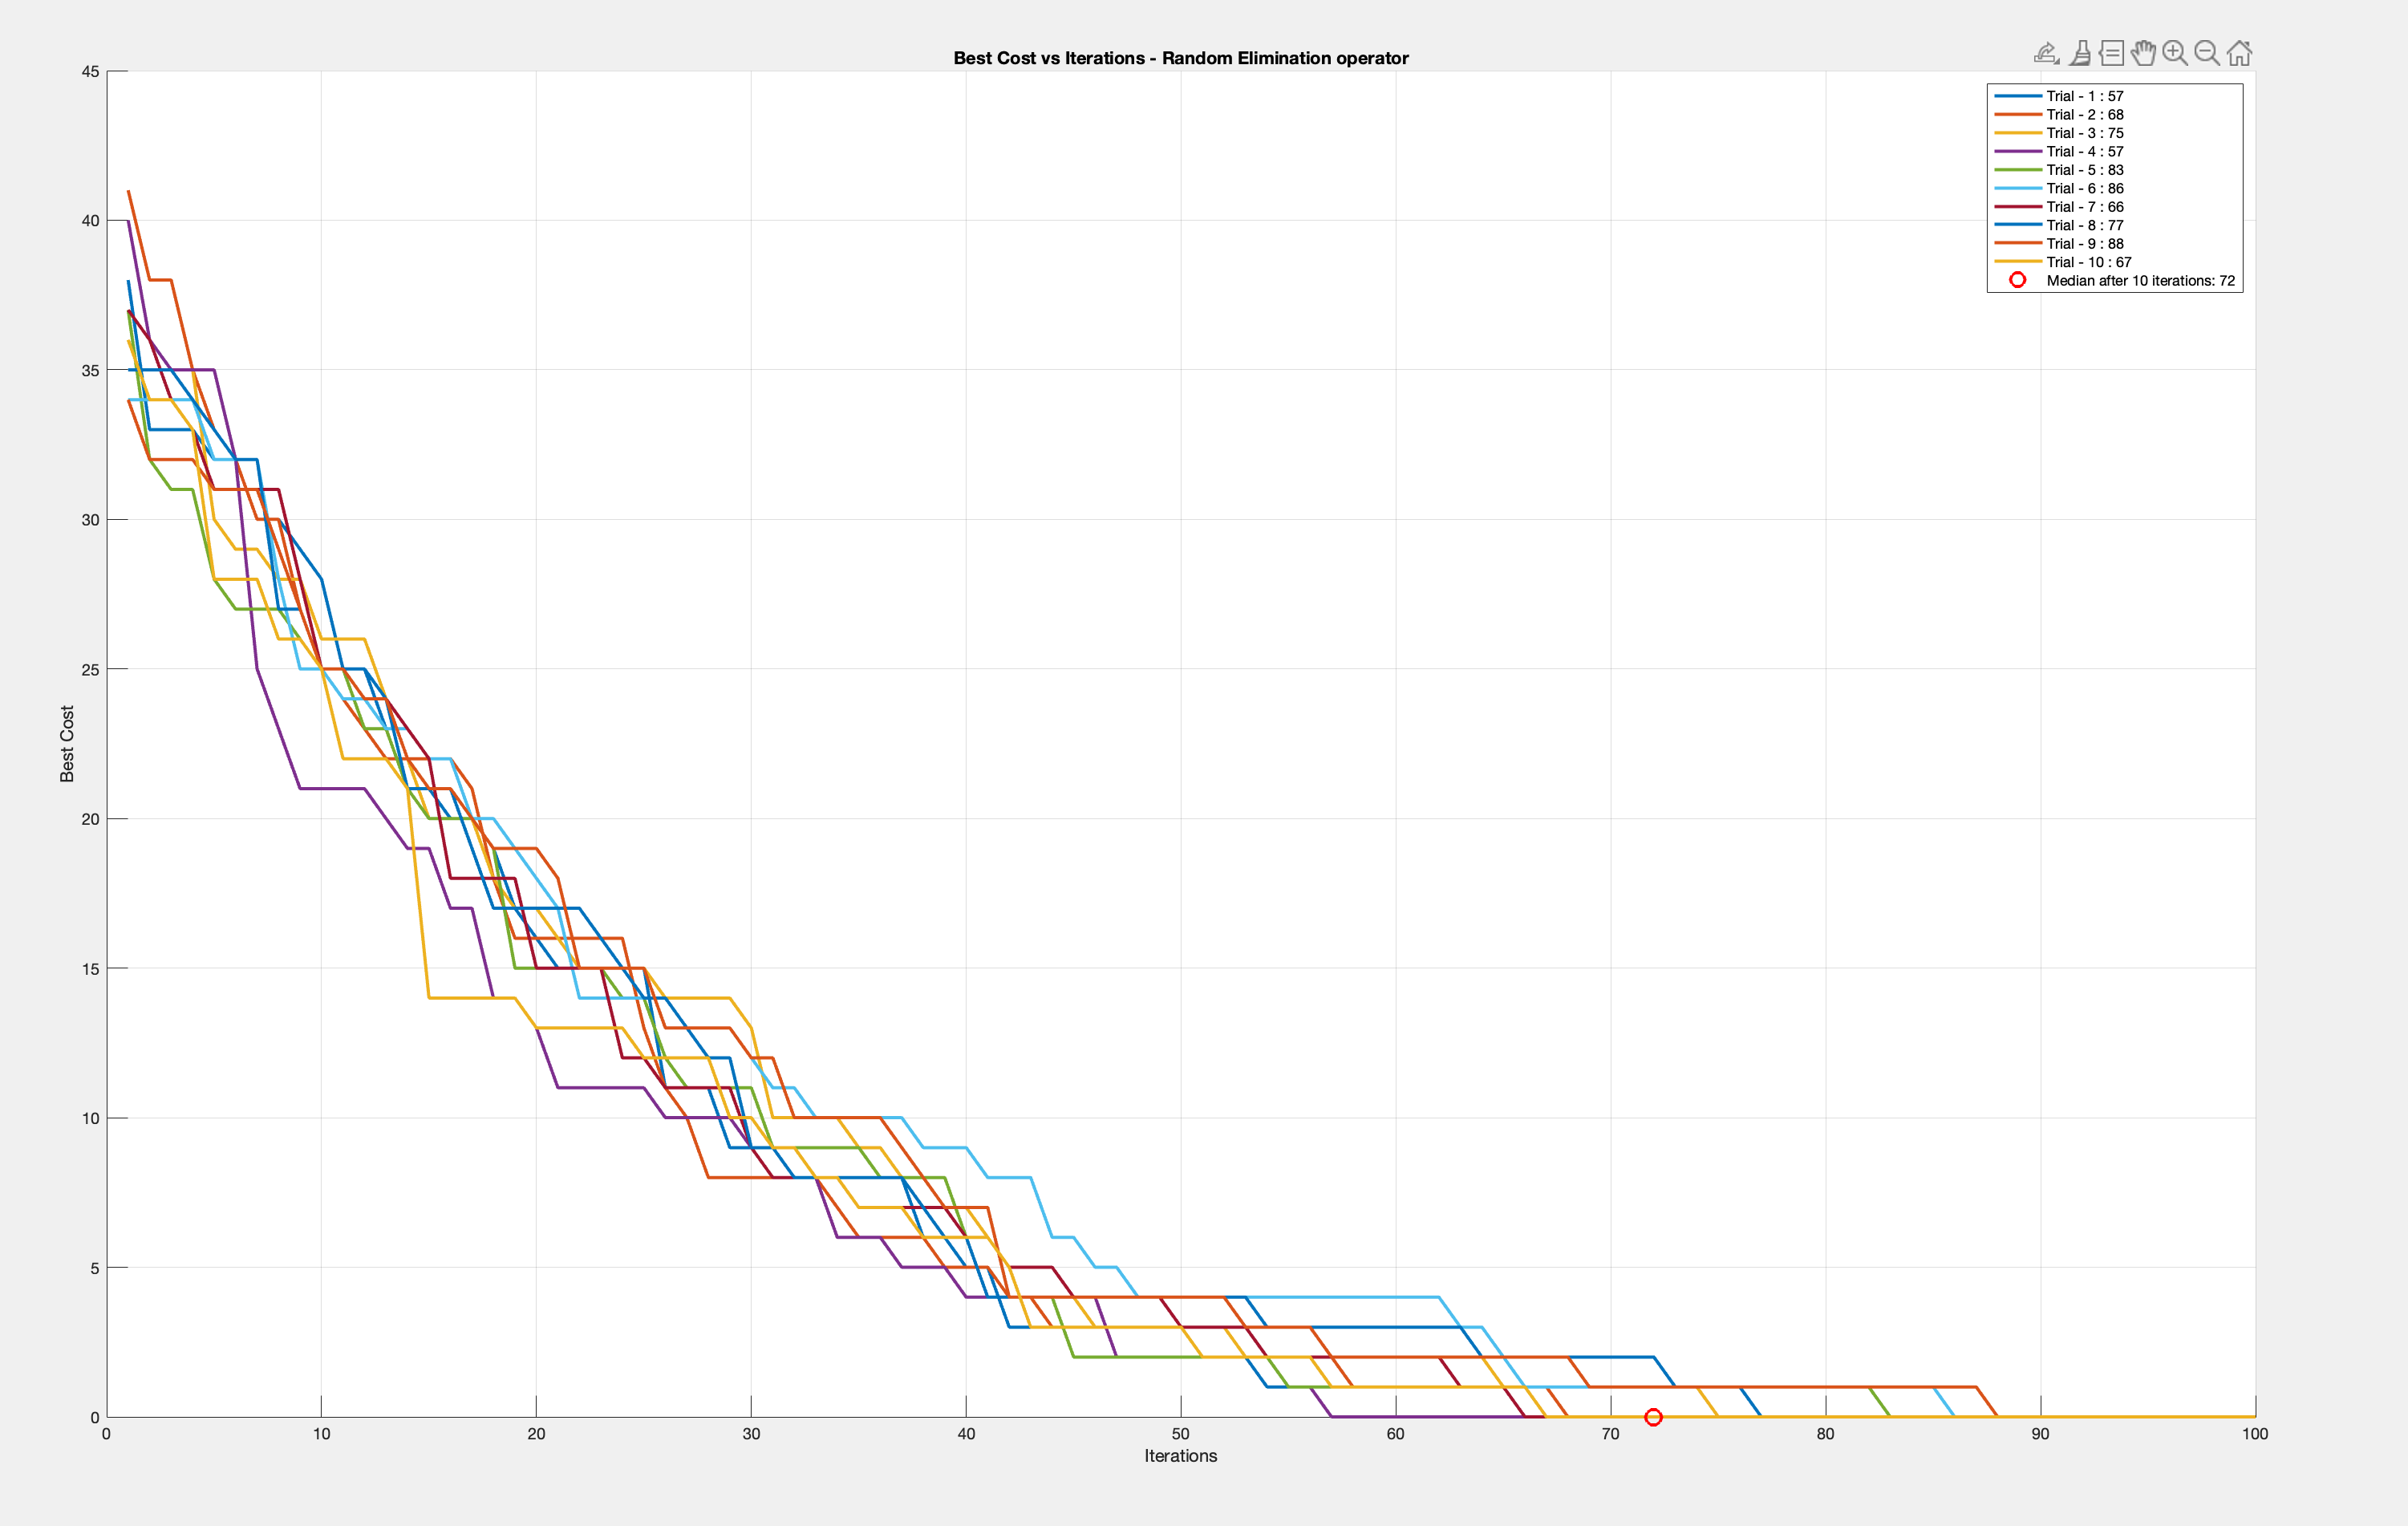 Best Cost vs Iterations - Random Elimination operator
Trial - 1 : 57
Trial - 2 : 68
Trial - 3 : 75
Trial - 4 : 57
Trial - 5 : 83
Trial - 6 : 86
Trial - 7 : 66
Trial - 8 : 77
Trial - 9 : 88
Trial - 10 : 67
Median after 10 iterations: 72
Best Cost
45
40
35
30
25
20
15
10
5
0
0 10 20 30 40 50 60 70 80 90 100
Iterations